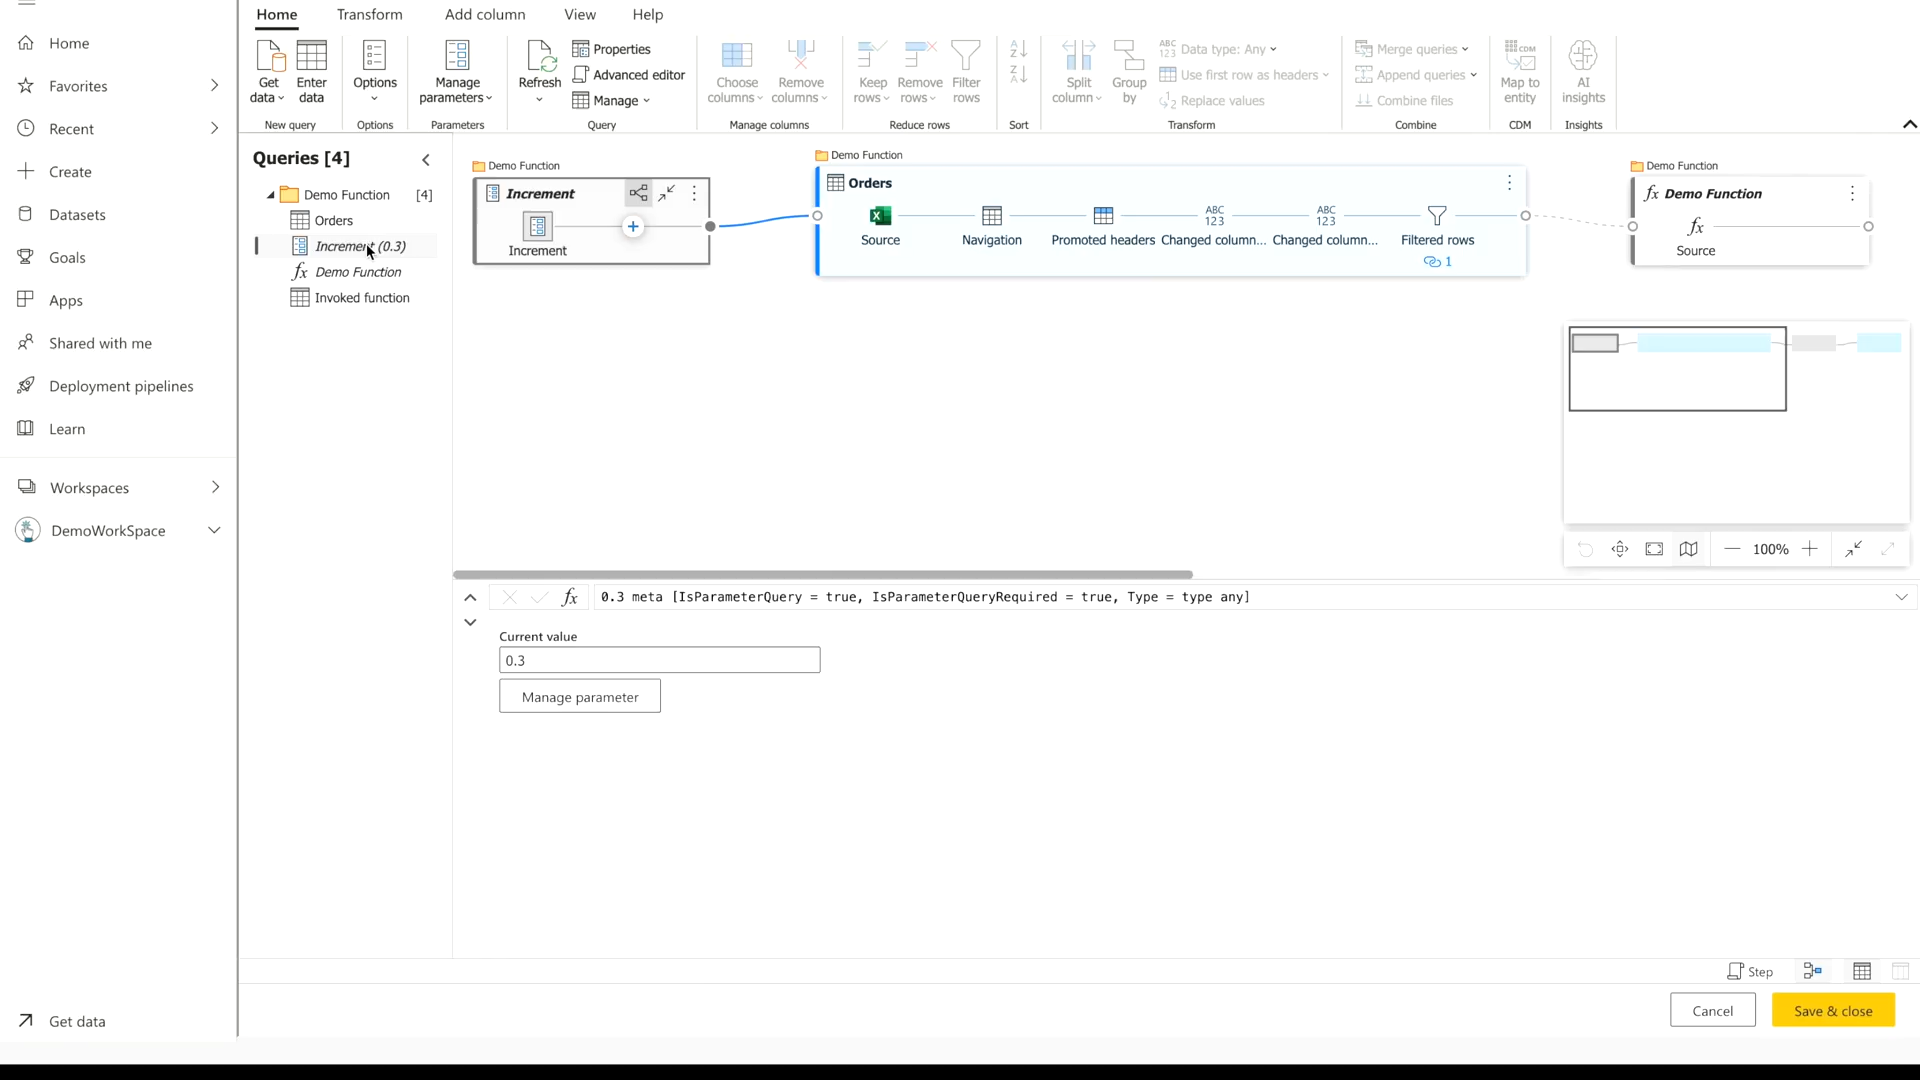 Home
Favorites
Recent
Create
Datasets
Goals
Apps
Shared with me
Deployment pipelines
Learn
Workspaces
DemoWorkSpace
Get data
Home Transform Add column View Help
Get data
Enter data
Options
Manage parameters
Refresh
Properties
Advanced editor
Manage
Choose columns
Remove columns
Keep rows
Remove rows
Filter rows
Split column
Group by
Data type: Any
Use first row as headers
Replace values
Merge queries
Append queries
Combine files
Map to entity
AI insights
New query Options Parameters Query Manage columns Reduce rows Sort Transform Combine CDM Insights
Queries [4]
Demo Function [4]
Orders
Increment (0.3)
Demo Function
Invoked function
Demo Function
Increment
Increment
Demo Function
Orders
Source
Navigation
Promoted headers
Changed column...
Changed column...
Filtered rows
1
Demo Function
Demo Function
Source
100%
0.3 meta [IsParameterQuery = true, IsParameterQueryRequired = true, Type = type any]
Current value
0.3
Manage parameter
Step
Cancel
Save & close